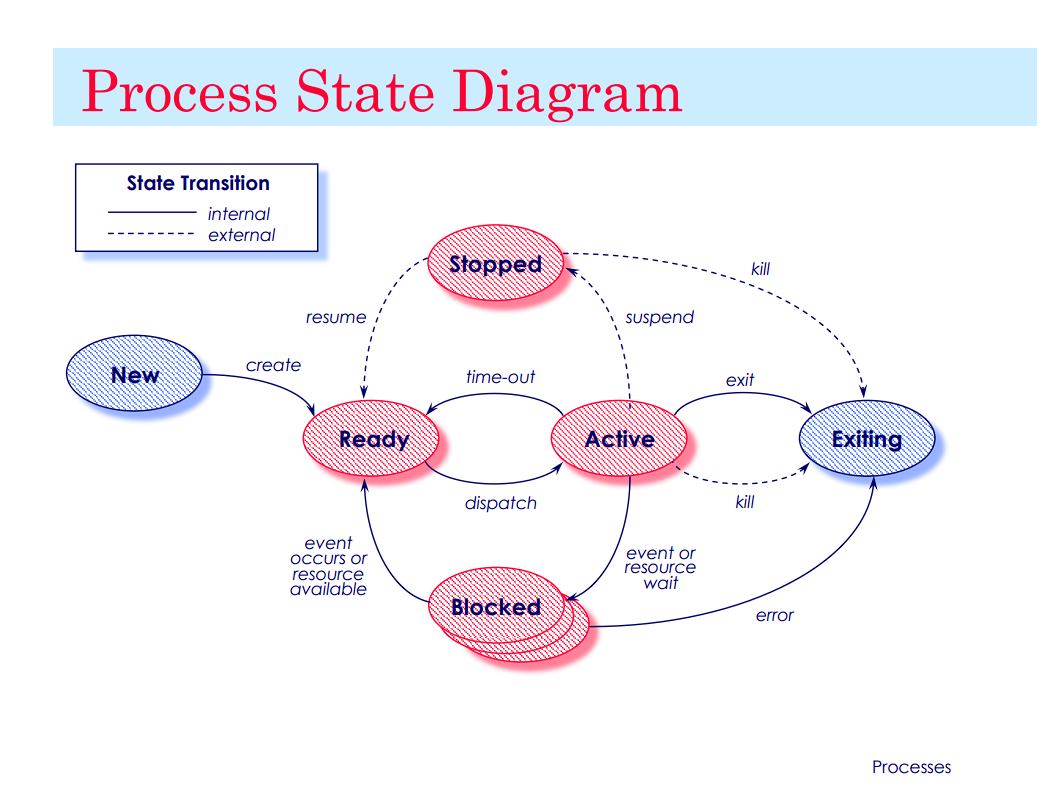 Process State Diagram
State Transition
internal
external
Stopped
kill
resume
suspend
New
create
time-out
exit
Ready
Active
Exiting
dispatch
kill
event
occurs or
resource
available
event or
resource
wait
Blocked
error
Processes